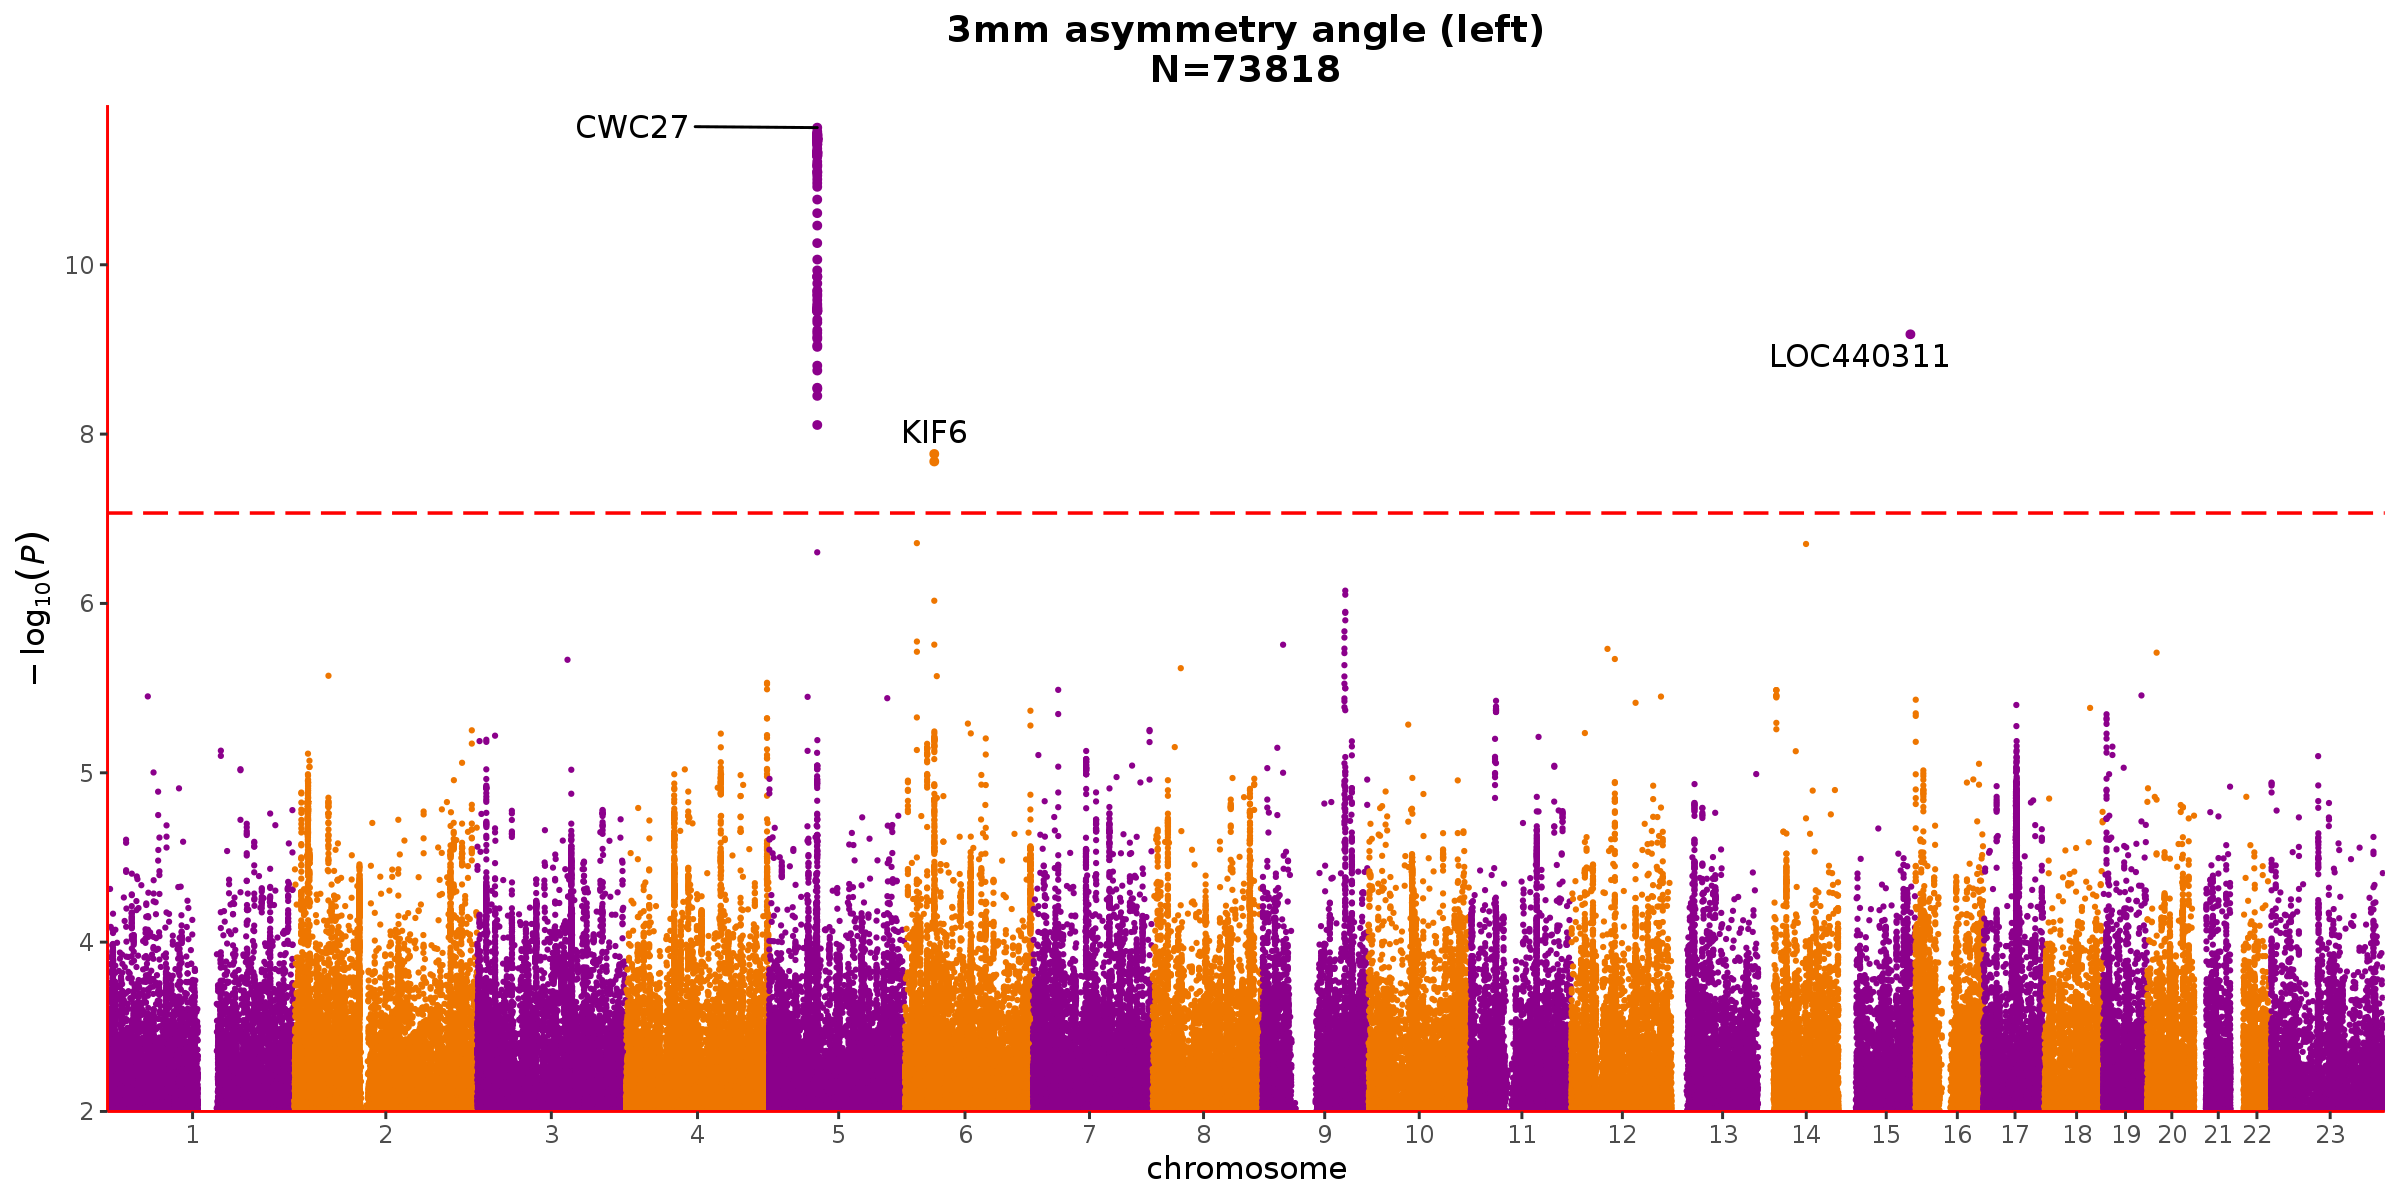 3mm asymmetry angle (left)
N=73818
CWC27
10
LOC440311
8
KIF6
−log10(P)
6
5
4
2
1 2 3 4 5 6 7 8 9 10 11 12 13 14 15 16 17 18 19 20 21 22 23
chromosome